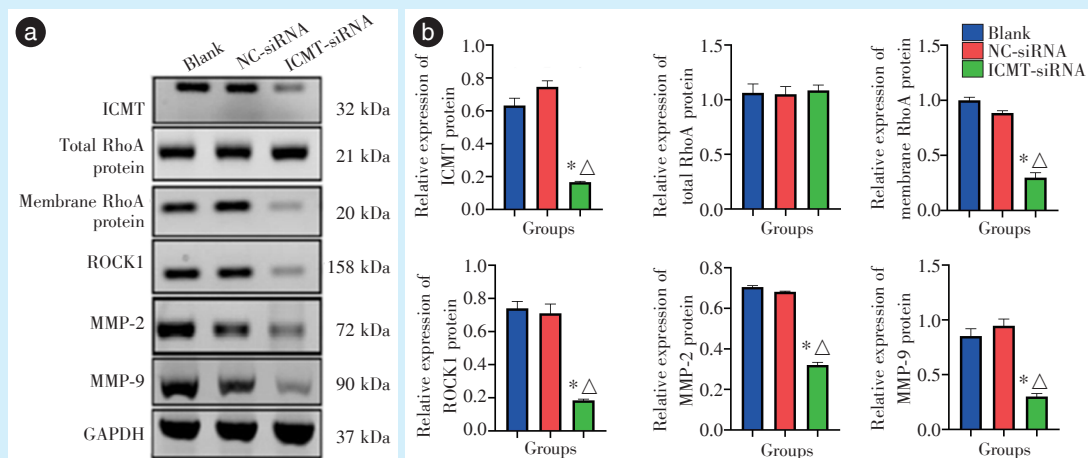 a
Blank
NC-siRNA
ICMT-siRNA
ICMT
32 kDa
Total RhoA
protein
21 kDa
Membrane RhoA
protein
20 kDa
ROCK1
158 kDa
MMP-2
72 kDa
MMP-9
90 kDa
GAPDH
37 kDa
b
Blank
NC-siRNA
ICMT-siRNA
Relative expression of
ICMT protein
0.8
0.6
0.4
0.2
0.0
* △
Groups
Relative expression of
total RhoA protein
1.5
1.0
0.5
0.0
Groups
Relative expression of
membrane RhoA protein
1.5
1.0
0.5
0.0
* △
Groups
Relative expression of
ROCK1 protein
0.8
0.6
0.4
0.2
0.0
* △
Groups
Relative expression of
MMP-2 protein
0.8
0.6
0.4
0.2
0.0
* △
Groups
Relative expression of
MMP-9 protein
1.5
1.0
0.5
0.0
* △
Groups